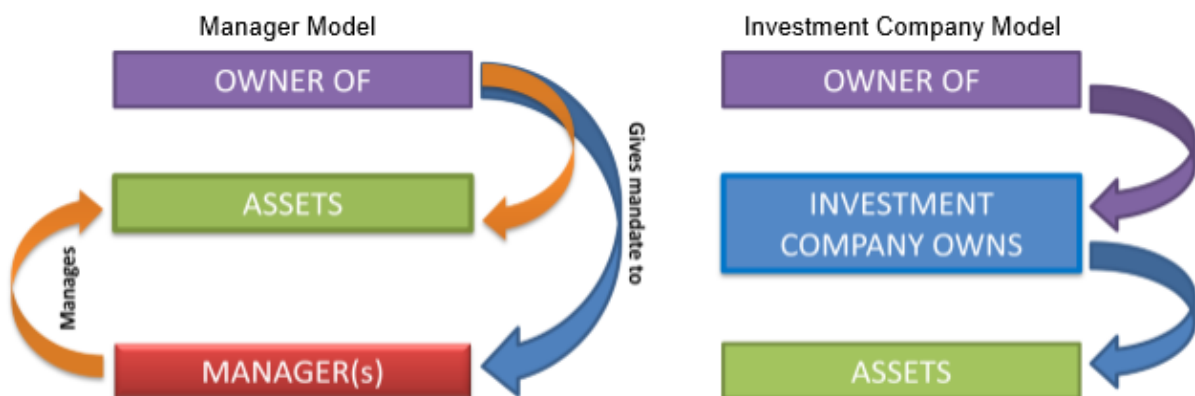 Manager Model
OWNER OF
ASSETS
MANAGER(s)
Manages
Gives mandate to
Investment Company Model
OWNER OF
INVESTMENT
COMPANY OWNS
ASSETS